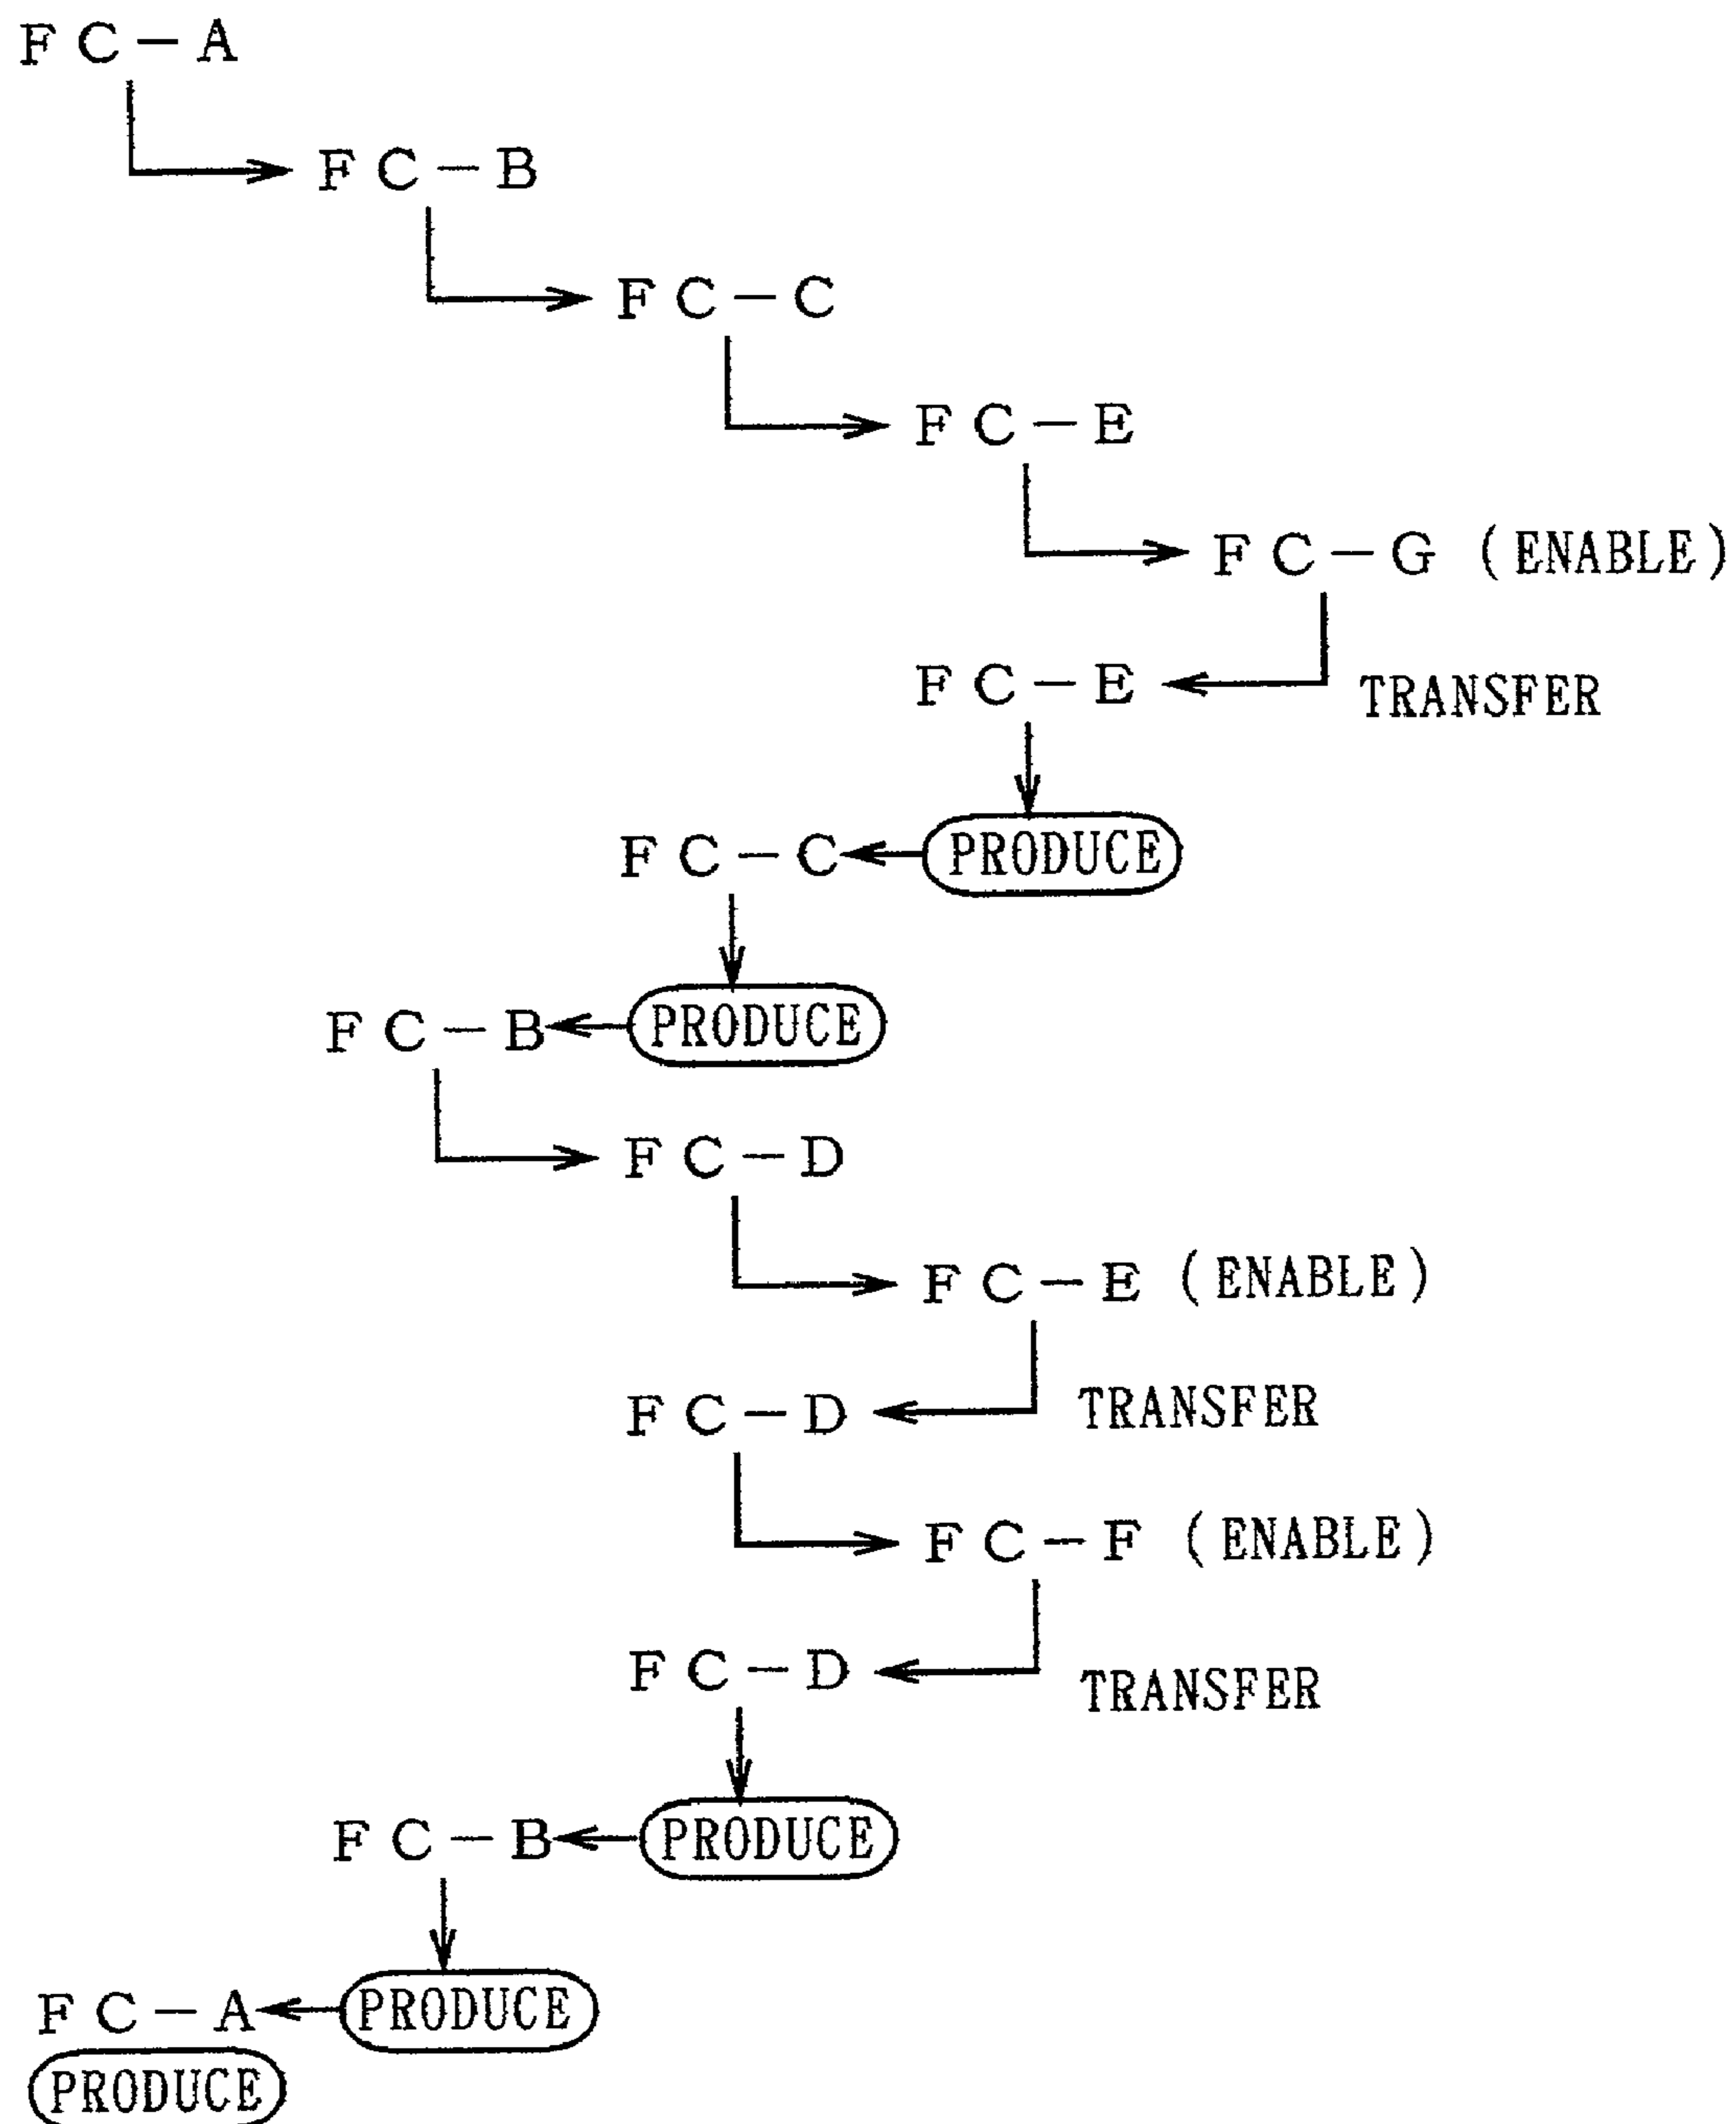 FC-A
FC-B
FC-C
FC-E
FC-G (ENABLE)
FC-E TRANSFER
FC-C PRODUCE
FC-B PRODUCE
FC-D
FC-E (ENABLE)
FC-D TRANSFER
FC-F (ENABLE)
FC-D TRANSFER
FC-B PRODUCE
FC-A PRODUCE
PRODUCE